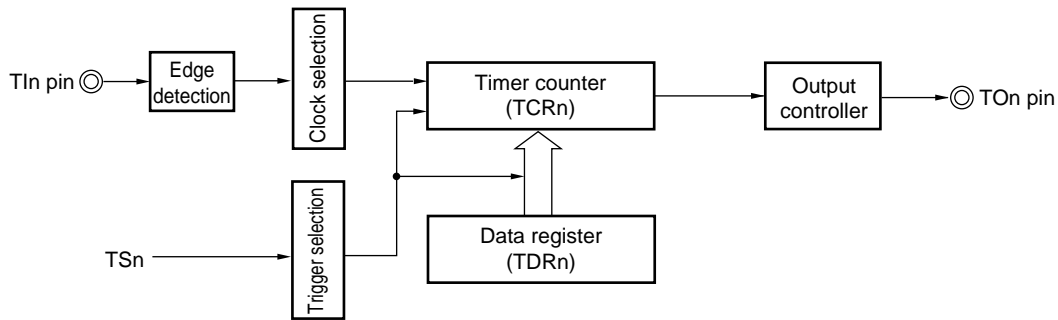 TIn pin
Edge
detection
Clock selection
Timer counter
(TCRn)
Output
controller
TOn pin
TSn
Trigger selection
Data register
(TDRn)